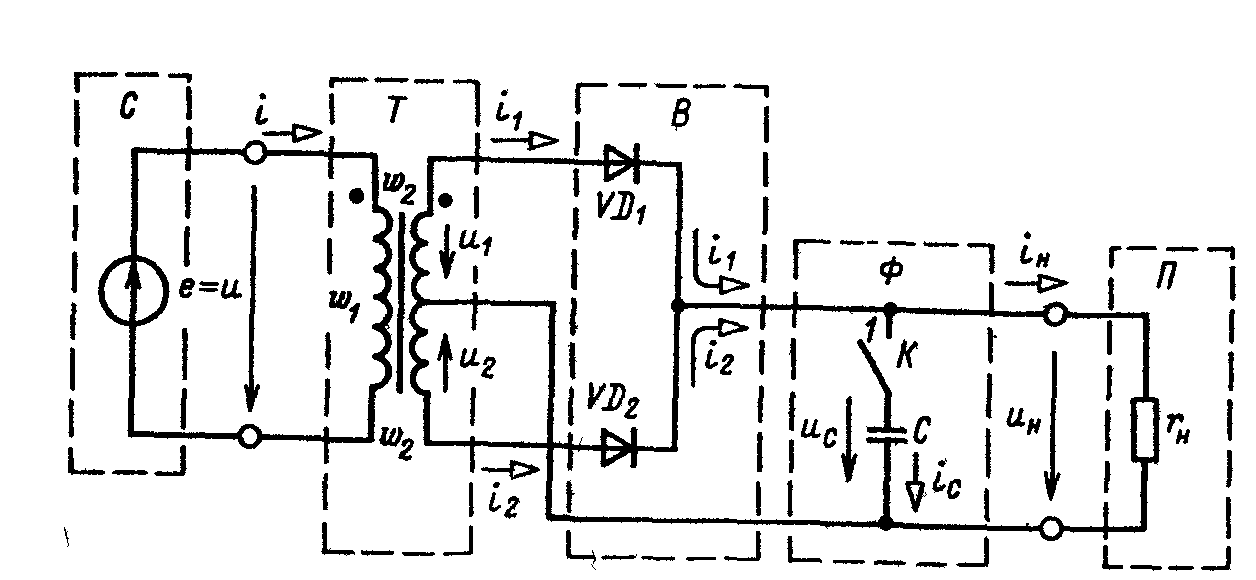 С
i
T
i₁
В
w₂
VD₁
u₁
i₁
Ф
iн
П
e=u
w₁
1
К
i₂
u₂
VD₂
uн
rн
uc
C
w₂
ic
i₂